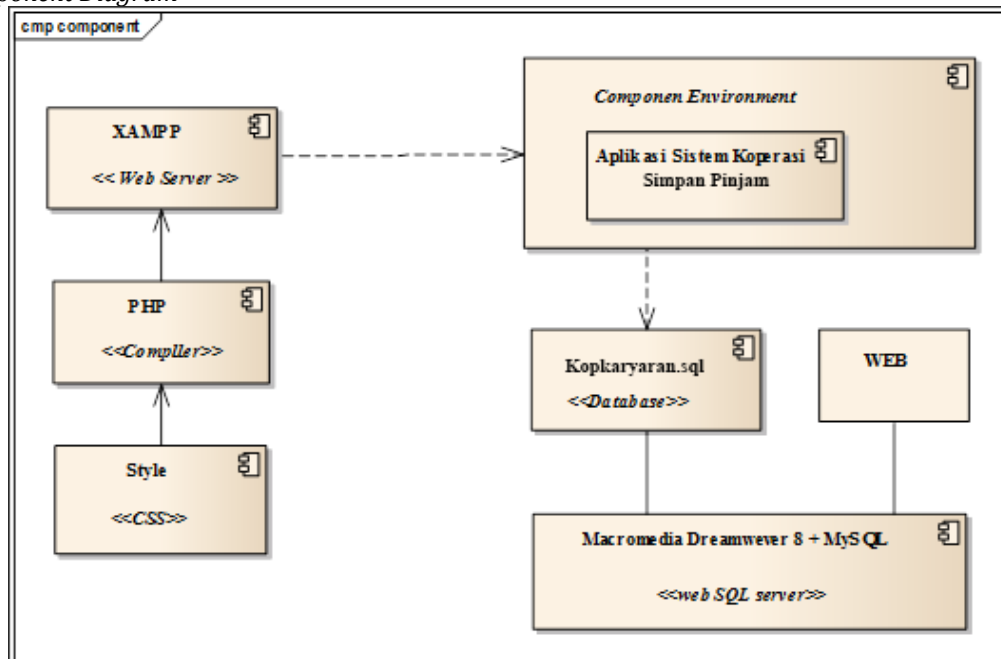 cmp component
XAMPP
<< Web Server >>
PHP
<<Compller>>
Style
<<CSS>>
Componen Environment
Aplikasi Sistem Koperasi
Simpan Pinjam
Kopkaryaran.sql
<<Database>>
WEB
Macromedia Dreamwever 8 + MySQL
<<web SQL server>>